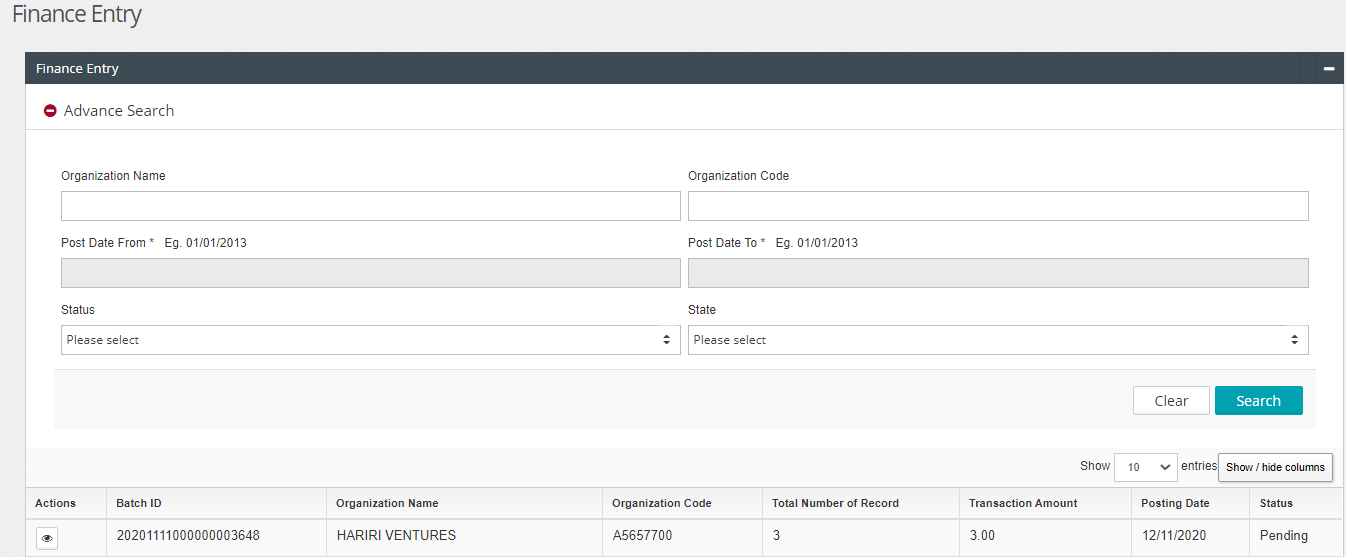 Finance Entry
Finance Entry
Advance Search
Organization Name Organization Code
Post Date From * Eg. 01/01/2013 Post Date To * Eg. 01/01/2013
Status State
Please select Please select
Clear Search
Show 10 entries Show / hide columns
Actions Batch ID Organization Name Organization Code Total Number of Record Transaction Amount Posting Date Status
20201111000000003648 HARIRI VENTURES A5657700 3 3.00 12/11/2020 Pending